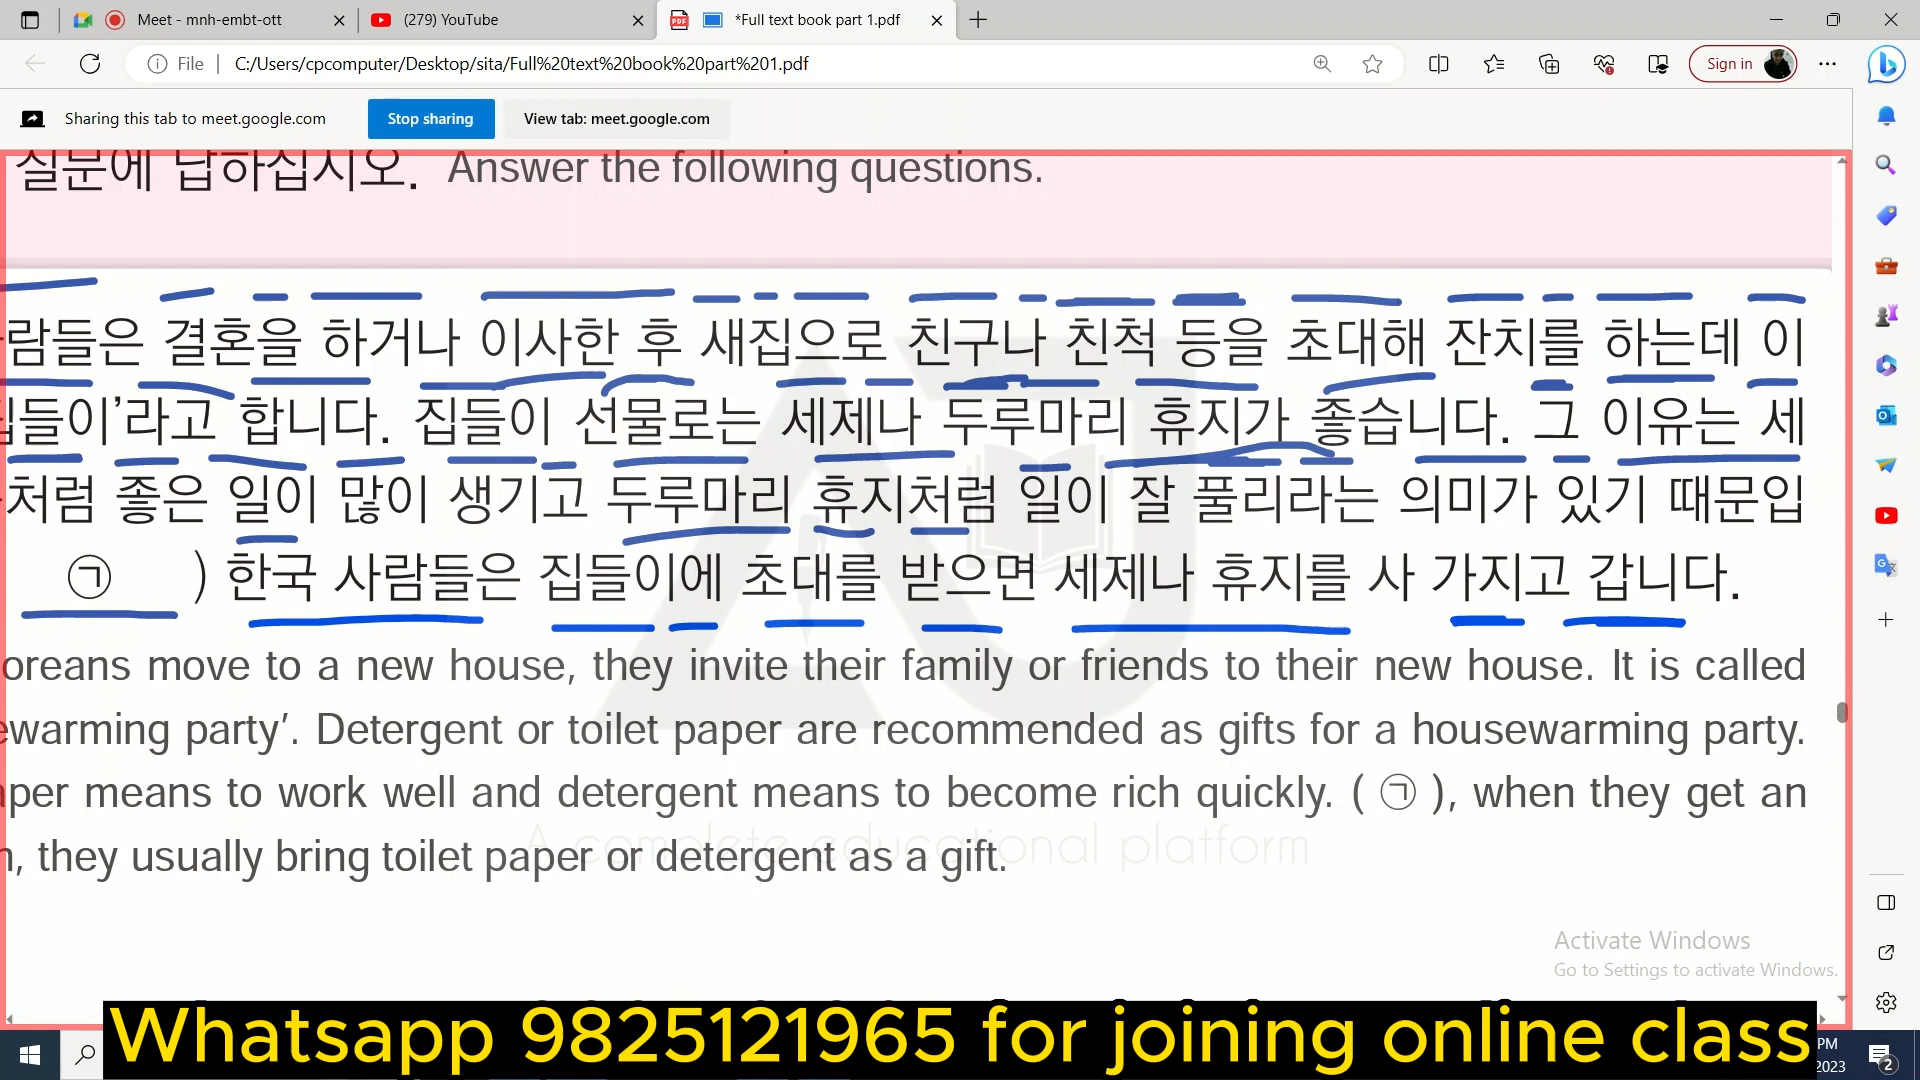 Meet - mnh-embt-ott
(279) YouTube
*Full text book part 1.pdf
File
C:/Users/cpcomputer/Desktop/sita/Full%20text%20book%20part%201.pdf
Sign in
Sharing this tab to meet.google.com
Stop sharing
View tab: meet.google.com
질문에 답하십시오. Answer the following questions.
람들은 결혼을 하거나 이사한 후 새집으로 친구나 친척 등을 초대해 잔치를 하는데 이
집들이'라고 합니다. 집들이 선물로는 세제나 두루마리 휴지가 좋습니다. 그 이유는 세
처럼 좋은 일이 많이 생기고 두루마리 휴지처럼 일이 잘 풀리라는 의미가 있기 때문입
㉠ ) 한국 사람들은 집들이에 초대를 받으면 세제나 휴지를 사 가지고 갑니다.
oreans move to a new house, they invite their family or friends to their new house. It is called
ewarming party'. Detergent or toilet paper are recommended as gifts for a housewarming party.
aper means to work well and detergent means to become rich quickly. ( ㉠ ), when they get an
n, they usually bring toilet paper or detergent as a gift.
A complete educational platform
Activate Windows
Go to Settings to activate Windows.
Whatsapp 9825121965 for joining online class
PM
2023
2